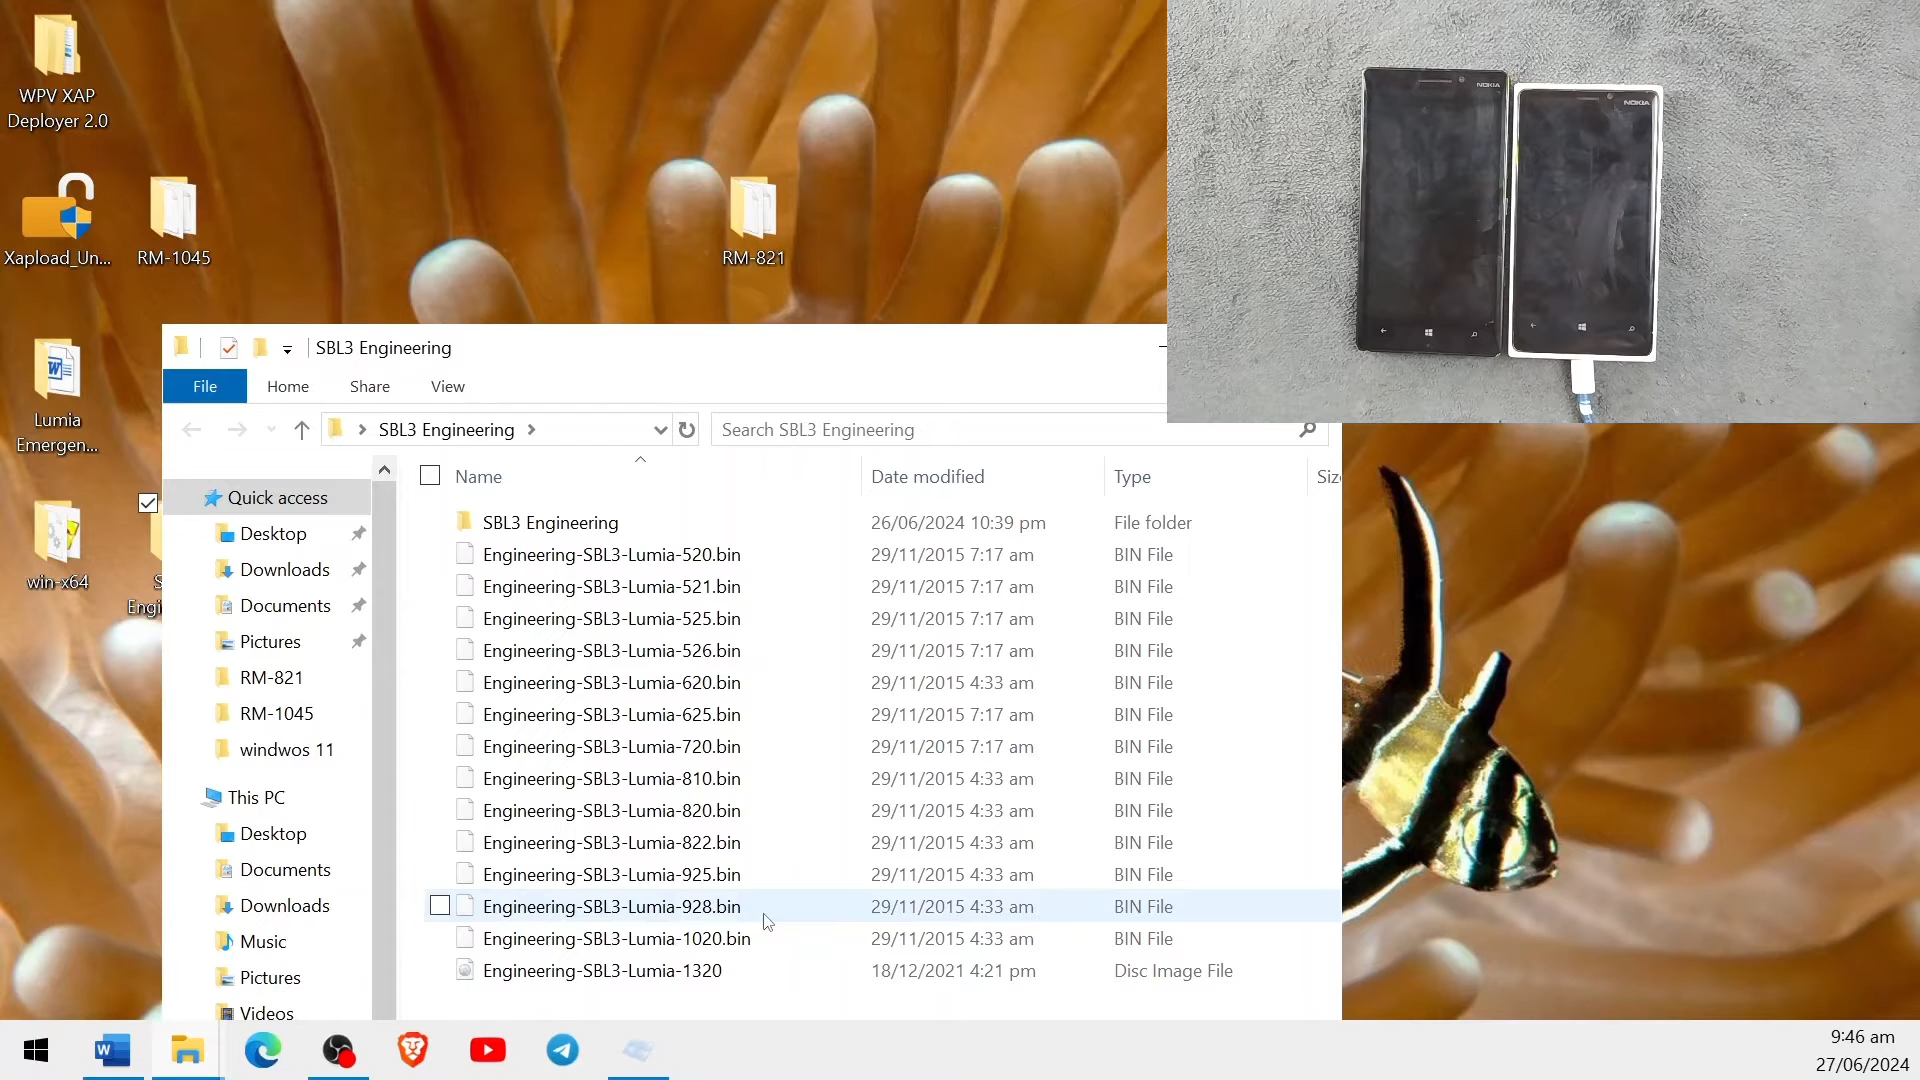 WPV XAP
Deployer 2.0
Xapload_Un...
RM-1045
RM-821
Lumia
Emergen...
win-x64
S
Engi
NOKIA
NOKIA
SBL3 Engineering
File
Home
Share
View
SBL3 Engineering
Search SBL3 Engineering
Name
Date modified
Type
Siz
Quick access
Desktop
Downloads
Documents
Pictures
RM-821
RM-1045
windwos 11
This PC
Desktop
Documents
Downloads
Music
Pictures
Videos
SBL3 Engineering 26/06/2024 10:39 pm File folder
Engineering-SBL3-Lumia-520.bin 29/11/2015 7:17 am BIN File
Engineering-SBL3-Lumia-521.bin 29/11/2015 7:17 am BIN File
Engineering-SBL3-Lumia-525.bin 29/11/2015 7:17 am BIN File
Engineering-SBL3-Lumia-526.bin 29/11/2015 7:17 am BIN File
Engineering-SBL3-Lumia-620.bin 29/11/2015 4:33 am BIN File
Engineering-SBL3-Lumia-625.bin 29/11/2015 7:17 am BIN File
Engineering-SBL3-Lumia-720.bin 29/11/2015 7:17 am BIN File
Engineering-SBL3-Lumia-810.bin 29/11/2015 4:33 am BIN File
Engineering-SBL3-Lumia-820.bin 29/11/2015 4:33 am BIN File
Engineering-SBL3-Lumia-822.bin 29/11/2015 4:33 am BIN File
Engineering-SBL3-Lumia-925.bin 29/11/2015 4:33 am BIN File
Engineering-SBL3-Lumia-928.bin 29/11/2015 4:33 am BIN File
Engineering-SBL3-Lumia-1020.bin 29/11/2015 4:33 am BIN File
Engineering-SBL3-Lumia-1320 18/12/2021 4:21 pm Disc Image File
9:46 am
27/06/2024